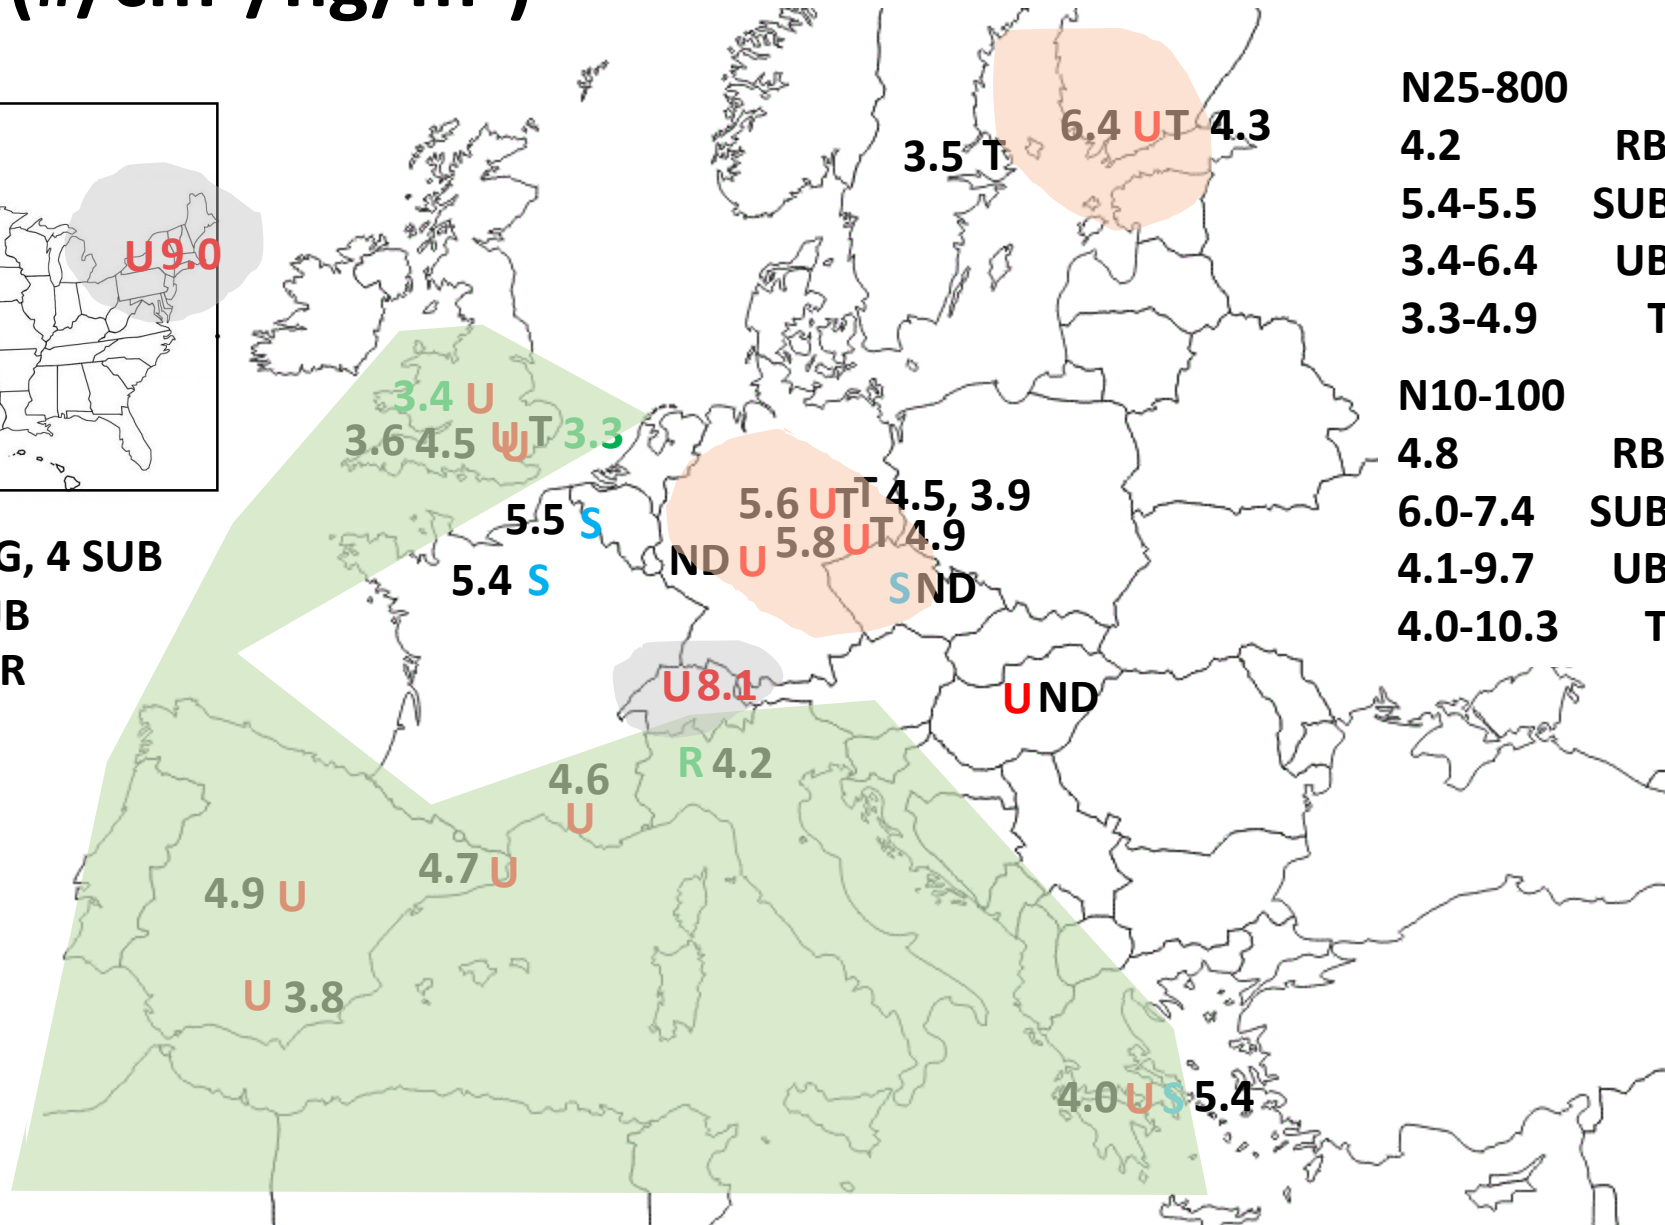 (#/cm³/ng/m³)
N25-800
4.2 RB
5.4-5.5 SUB
3.4-6.4 UB
3.3-4.9 T
N10-100
4.8 RB
6.0-7.4 SUB
4.1-9.7 UB
4.0-10.3 T
6.4 U T 4.3
3.5 T
U 9.0
3.4 U
3.6 4.5 U U T 3.3
5.6 U T T 4.5, 3.9
5.5 S
5.8 U T 4.9
G, 4 SUB
ND U
5.4 S
S ND
UB
R
U 8.1
U ND
R 4.2
4.6
U
4.7 U
4.9 U
U 3.8
4.0 U S 5.4